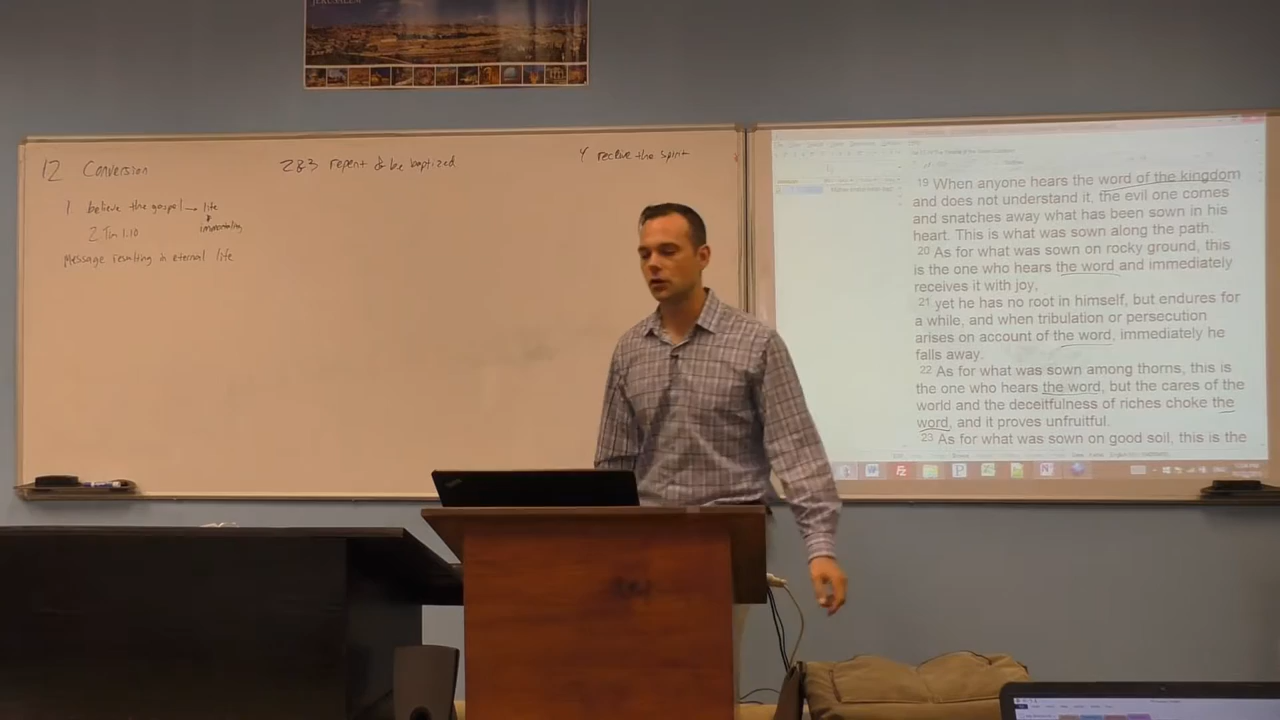 JERUSALEM
12 Conversion
2&3 repent & be baptized
4 receive the spirit
1 believe the gospel → life
immortality
2 Tim 1.10
Message resulting in eternal life
19 When anyone hears the word of the kingdom
and does not understand it, the evil one comes
and snatches away what has been sown in his
heart. This is what was sown along the path.
20 As for what was sown on rocky ground, this
is the one who hears the word and immediately
receives it with joy,
21 yet he has no root in himself, but endures for
a while, and when tribulation or persecution
arises on account of the word, immediately he
falls away.
22 As for what was sown among thorns, this is
the one who hears the word, but the cares of the
world and the deceitfulness of riches choke the
word, and it proves unfruitful.
23 As for what was sown on good soil, this is the